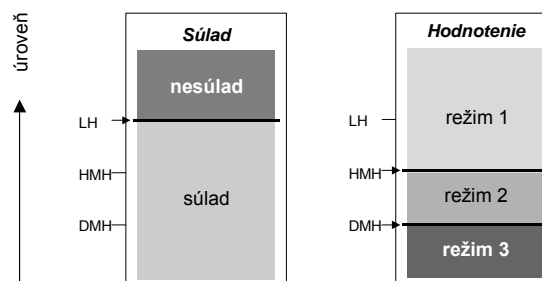 úroveň
Súlad
nesúlad
LH
HMH
súlad
DMH
Hodnotenie
LH
režim 1
HMH
režim 2
DMH
režim 3